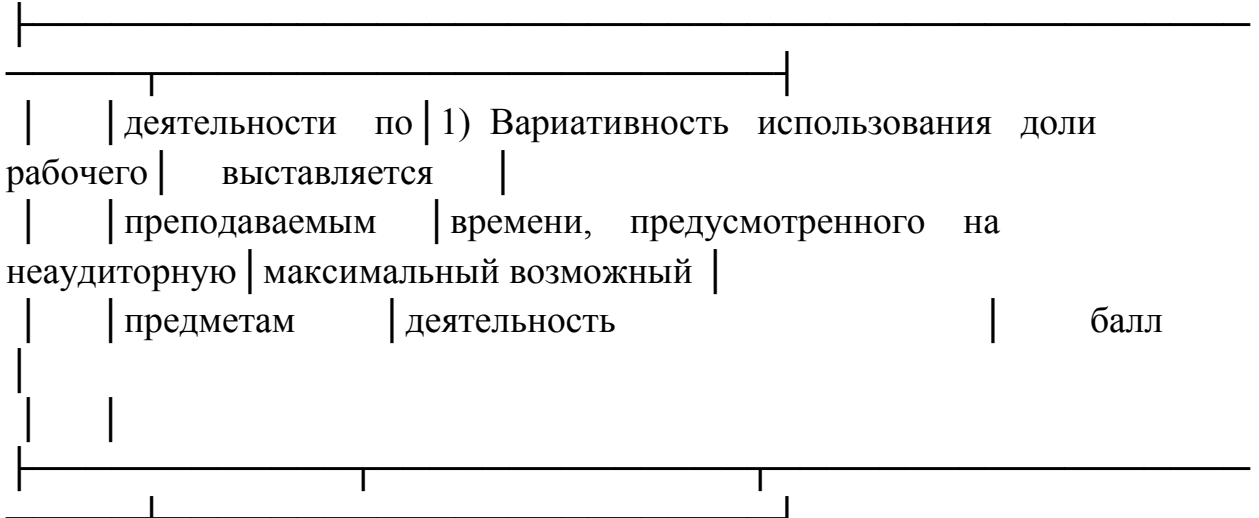 деятельности по│1) Вариативность использования доли
рабочего│ выставляется │
│ │преподаваемым │времени, предусмотренного на
неаудиторную│максимальный возможный │
│ │предметам │деятельность │ балл